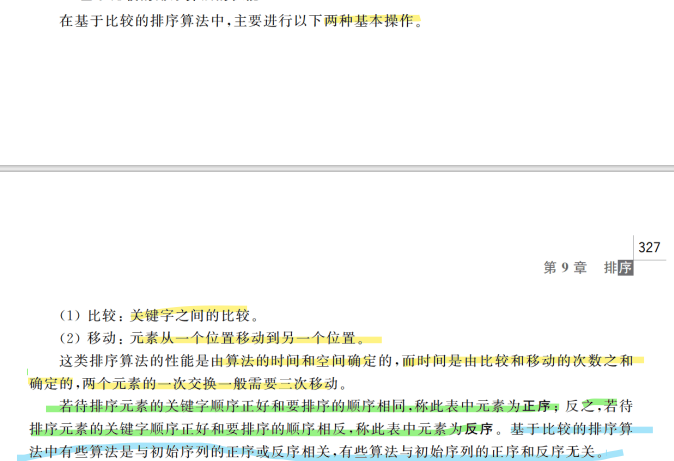 在基于比较的排序算法中,主要进行以下两种基本操作。
327
第 9 章 排序
(1) 比较:关键字之间的比较。
(2) 移动:元素从一个位置移动到另一个位置。
这类排序算法的性能是由算法的时间和空间确定的,而时间是由比较和移动的次数之和
确定的,两个元素的一次交换一般需要三次移动。
若待排序元素的关键字顺序正好和要排序的顺序相同,称此表中元素为正序;反之,若待
排序元素的关键字顺序正好和要排序的顺序相反,称此表中元素为反序。基于比较的排序算
法中有些算法是与初始序列的正序或反序相关,有些算法与初始序列的正序和反序无关。